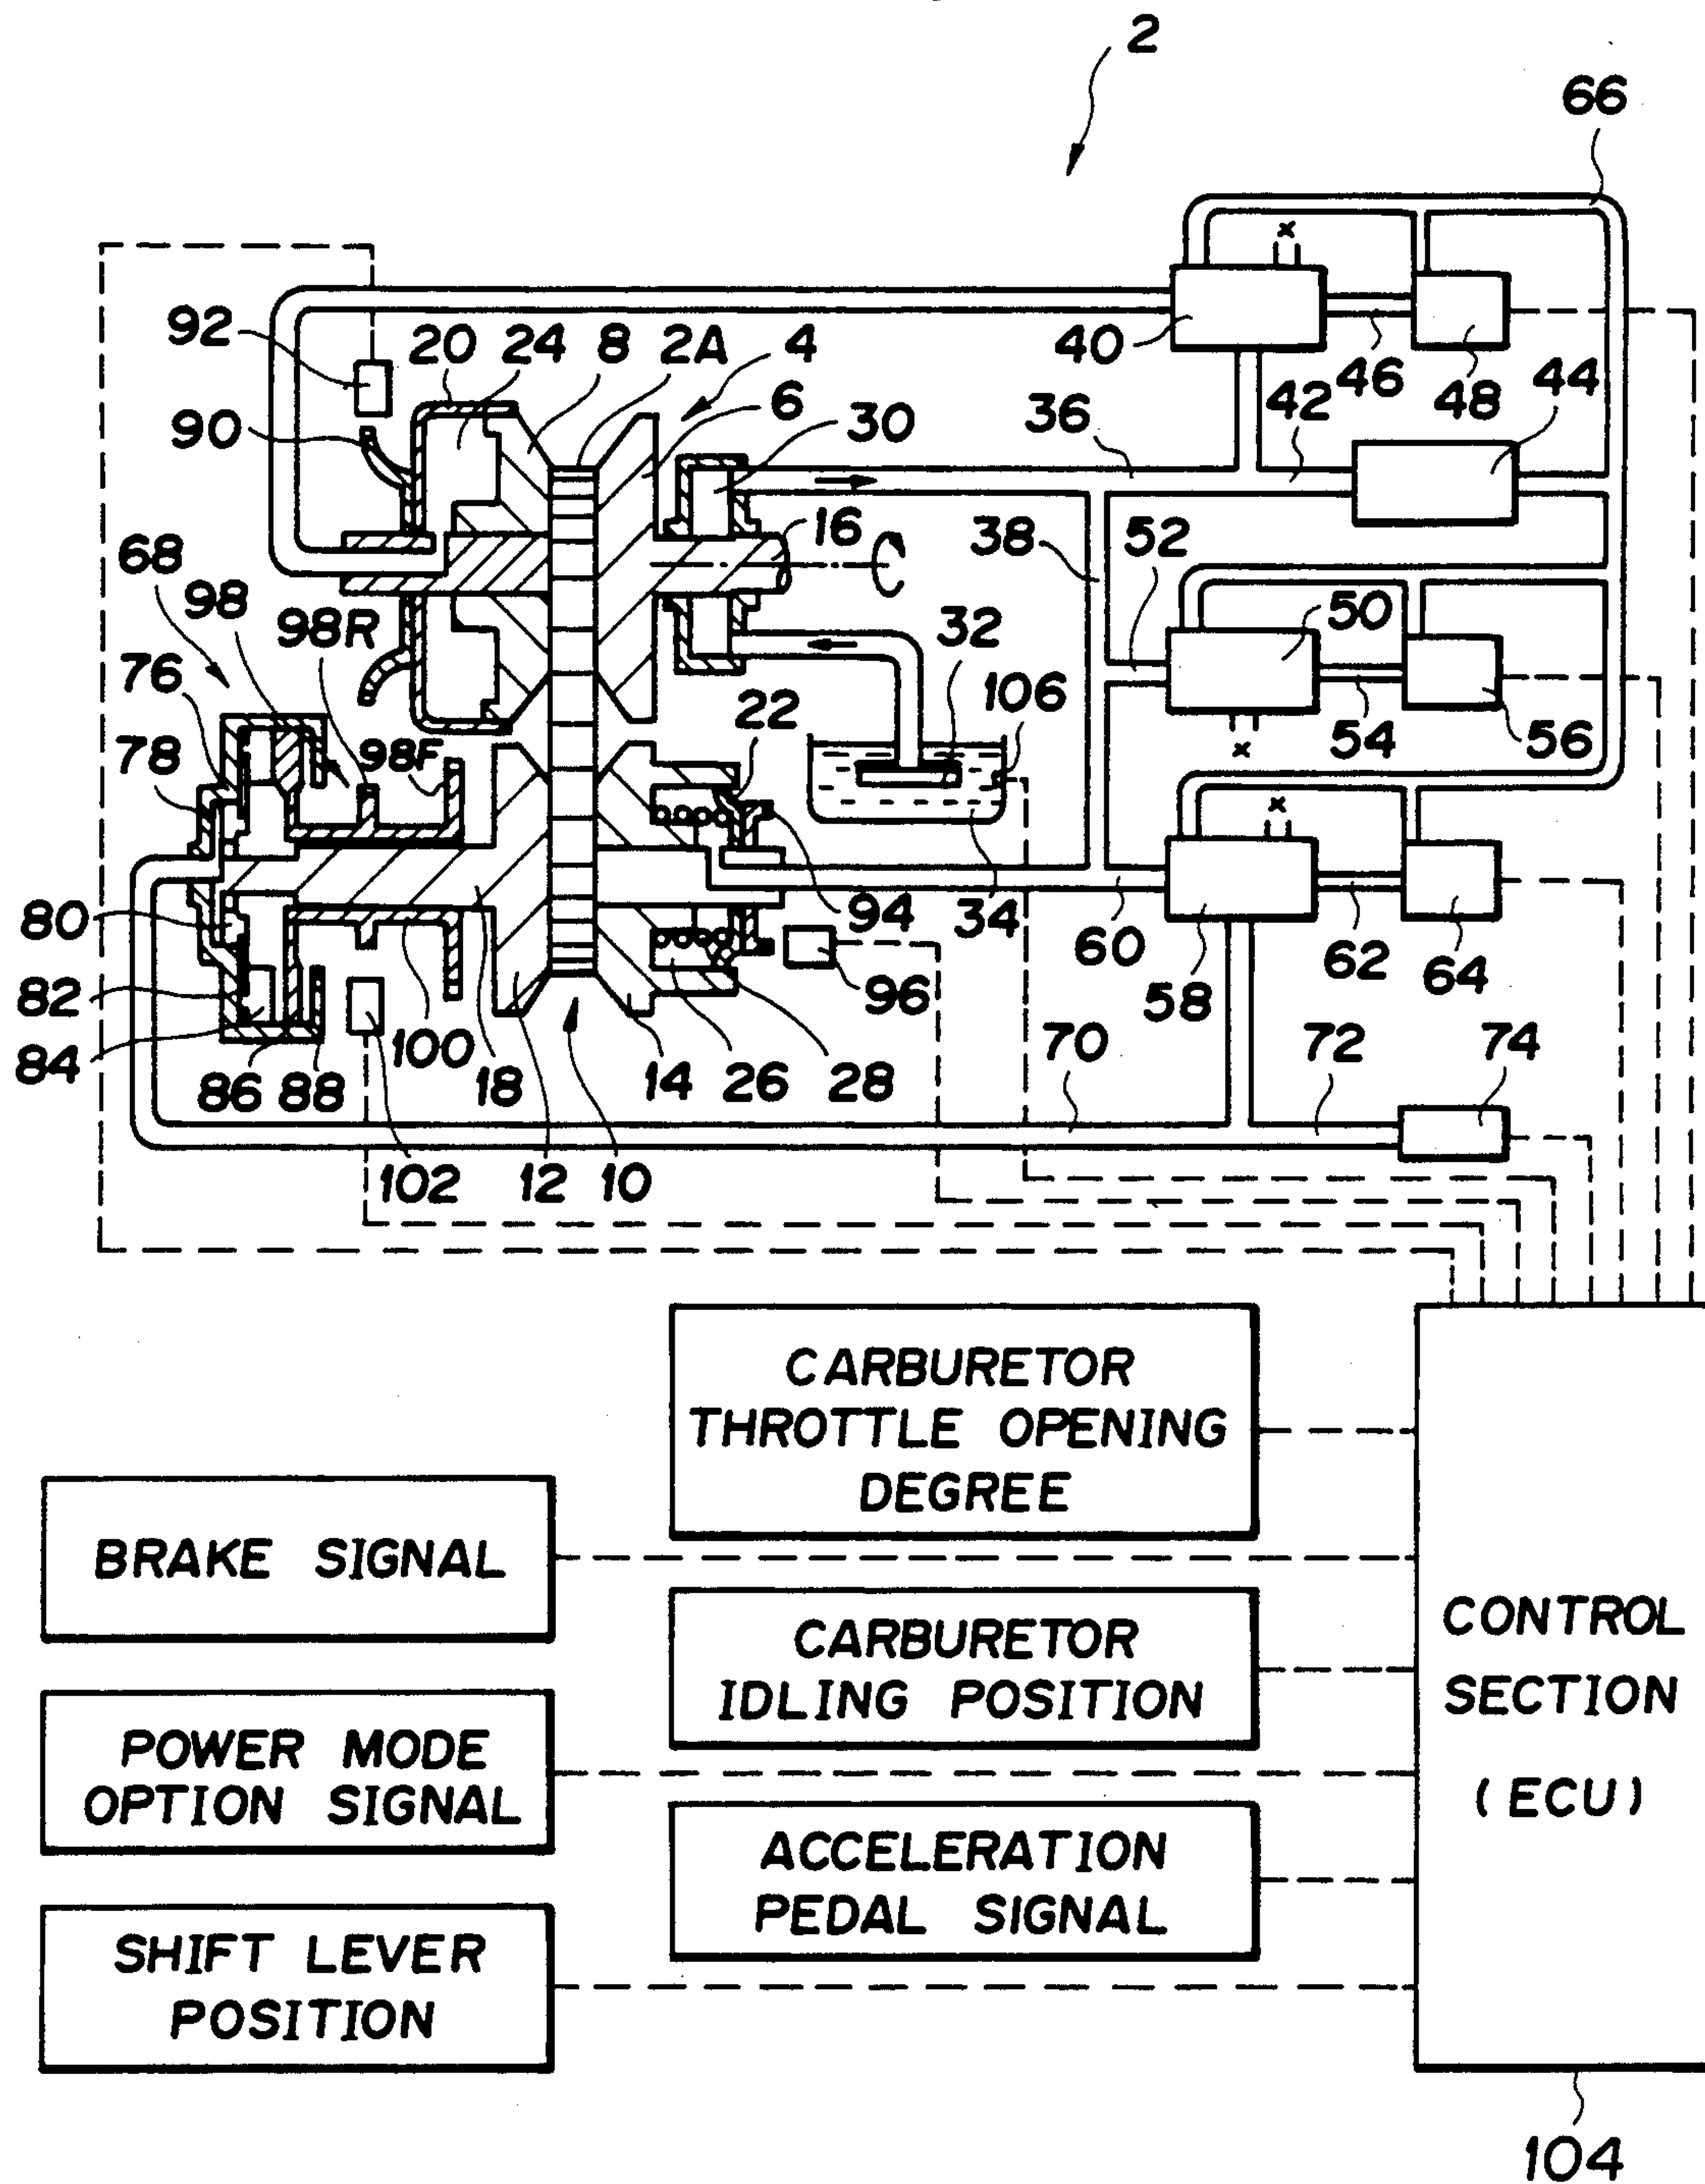 2
66
x
92
20
24
8
2A
4
40
46
48
44
6
90
30
36
42
68
98
98R
16
38
52
50
32
76
22
106
78
98F
x
54
56
x
80
94
34
60
58
62
64
82
96
84
86
88
100
18
14
26
28
70
72
74
102
12
10
CARBURETOR
THROTTLE OPENING
DEGREE
BRAKE SIGNAL
CARBURETOR
IDLING POSITION
CONTROL
SECTION
(ECU)
POWER MODE
OPTION SIGNAL
ACCELERATION
PEDAL SIGNAL
SHIFT LEVER
POSITION
104